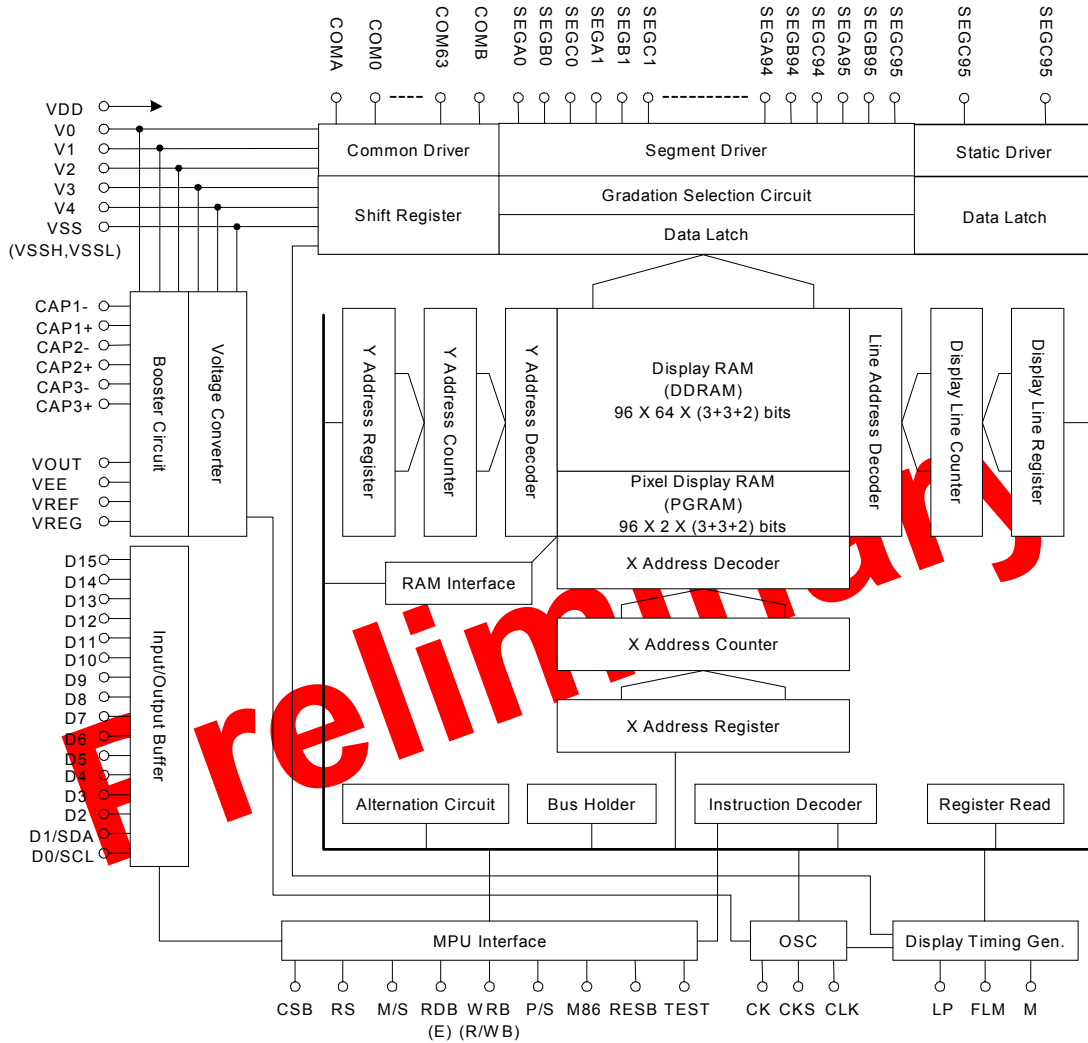 COMA COM0 COM63 COMB SEGA0 SEGB0 SEGC0 SEGA1 SEGB1 SEGC1 SEGA94 SEGB94 SEGC94 SEGA95 SEGB95 SEGC95 SEGC95 SEGC95
VDD
V0
V1
V2
V3
V4
VSS
(VSSH,VSSL)
Common Driver
Segment Driver
Static Driver
Shift Register
Gradation Selection Circuit
Data Latch
Data Latch
CAP1-
CAP1+
CAP2-
CAP2+
CAP3-
CAP3+
VOUT
VEE
VREF
VREG
Booster Circuit
Voltage Converter
Y Address Register
Y Address Counter
Y Address Decoder
Display RAM
(DDRAM)
96 X 64 X (3+3+2) bits
Pixel Display RAM
(PGRAM)
96 X 2 X (3+3+2) bits
Line Address Decoder
Display Line Counter
Display Line Register
RAM Interface
X Address Decoder
X Address Counter
X Address Register
D15
D14
D13
D12
D11
D10
D9
D8
D7
D6
D5
D4
D3
D2
D1/SDA
D0/SCL
Input/Output Buffer
Preliminary
Alternation Circuit
Bus Holder
Instruction Decoder
Register Read
MPU Interface
OSC
Display Timing Gen.
CSB RS M/S RDB WRB P/S M86 RESB TEST CK CKS CLK LP FLM M
(E) (R/WB)